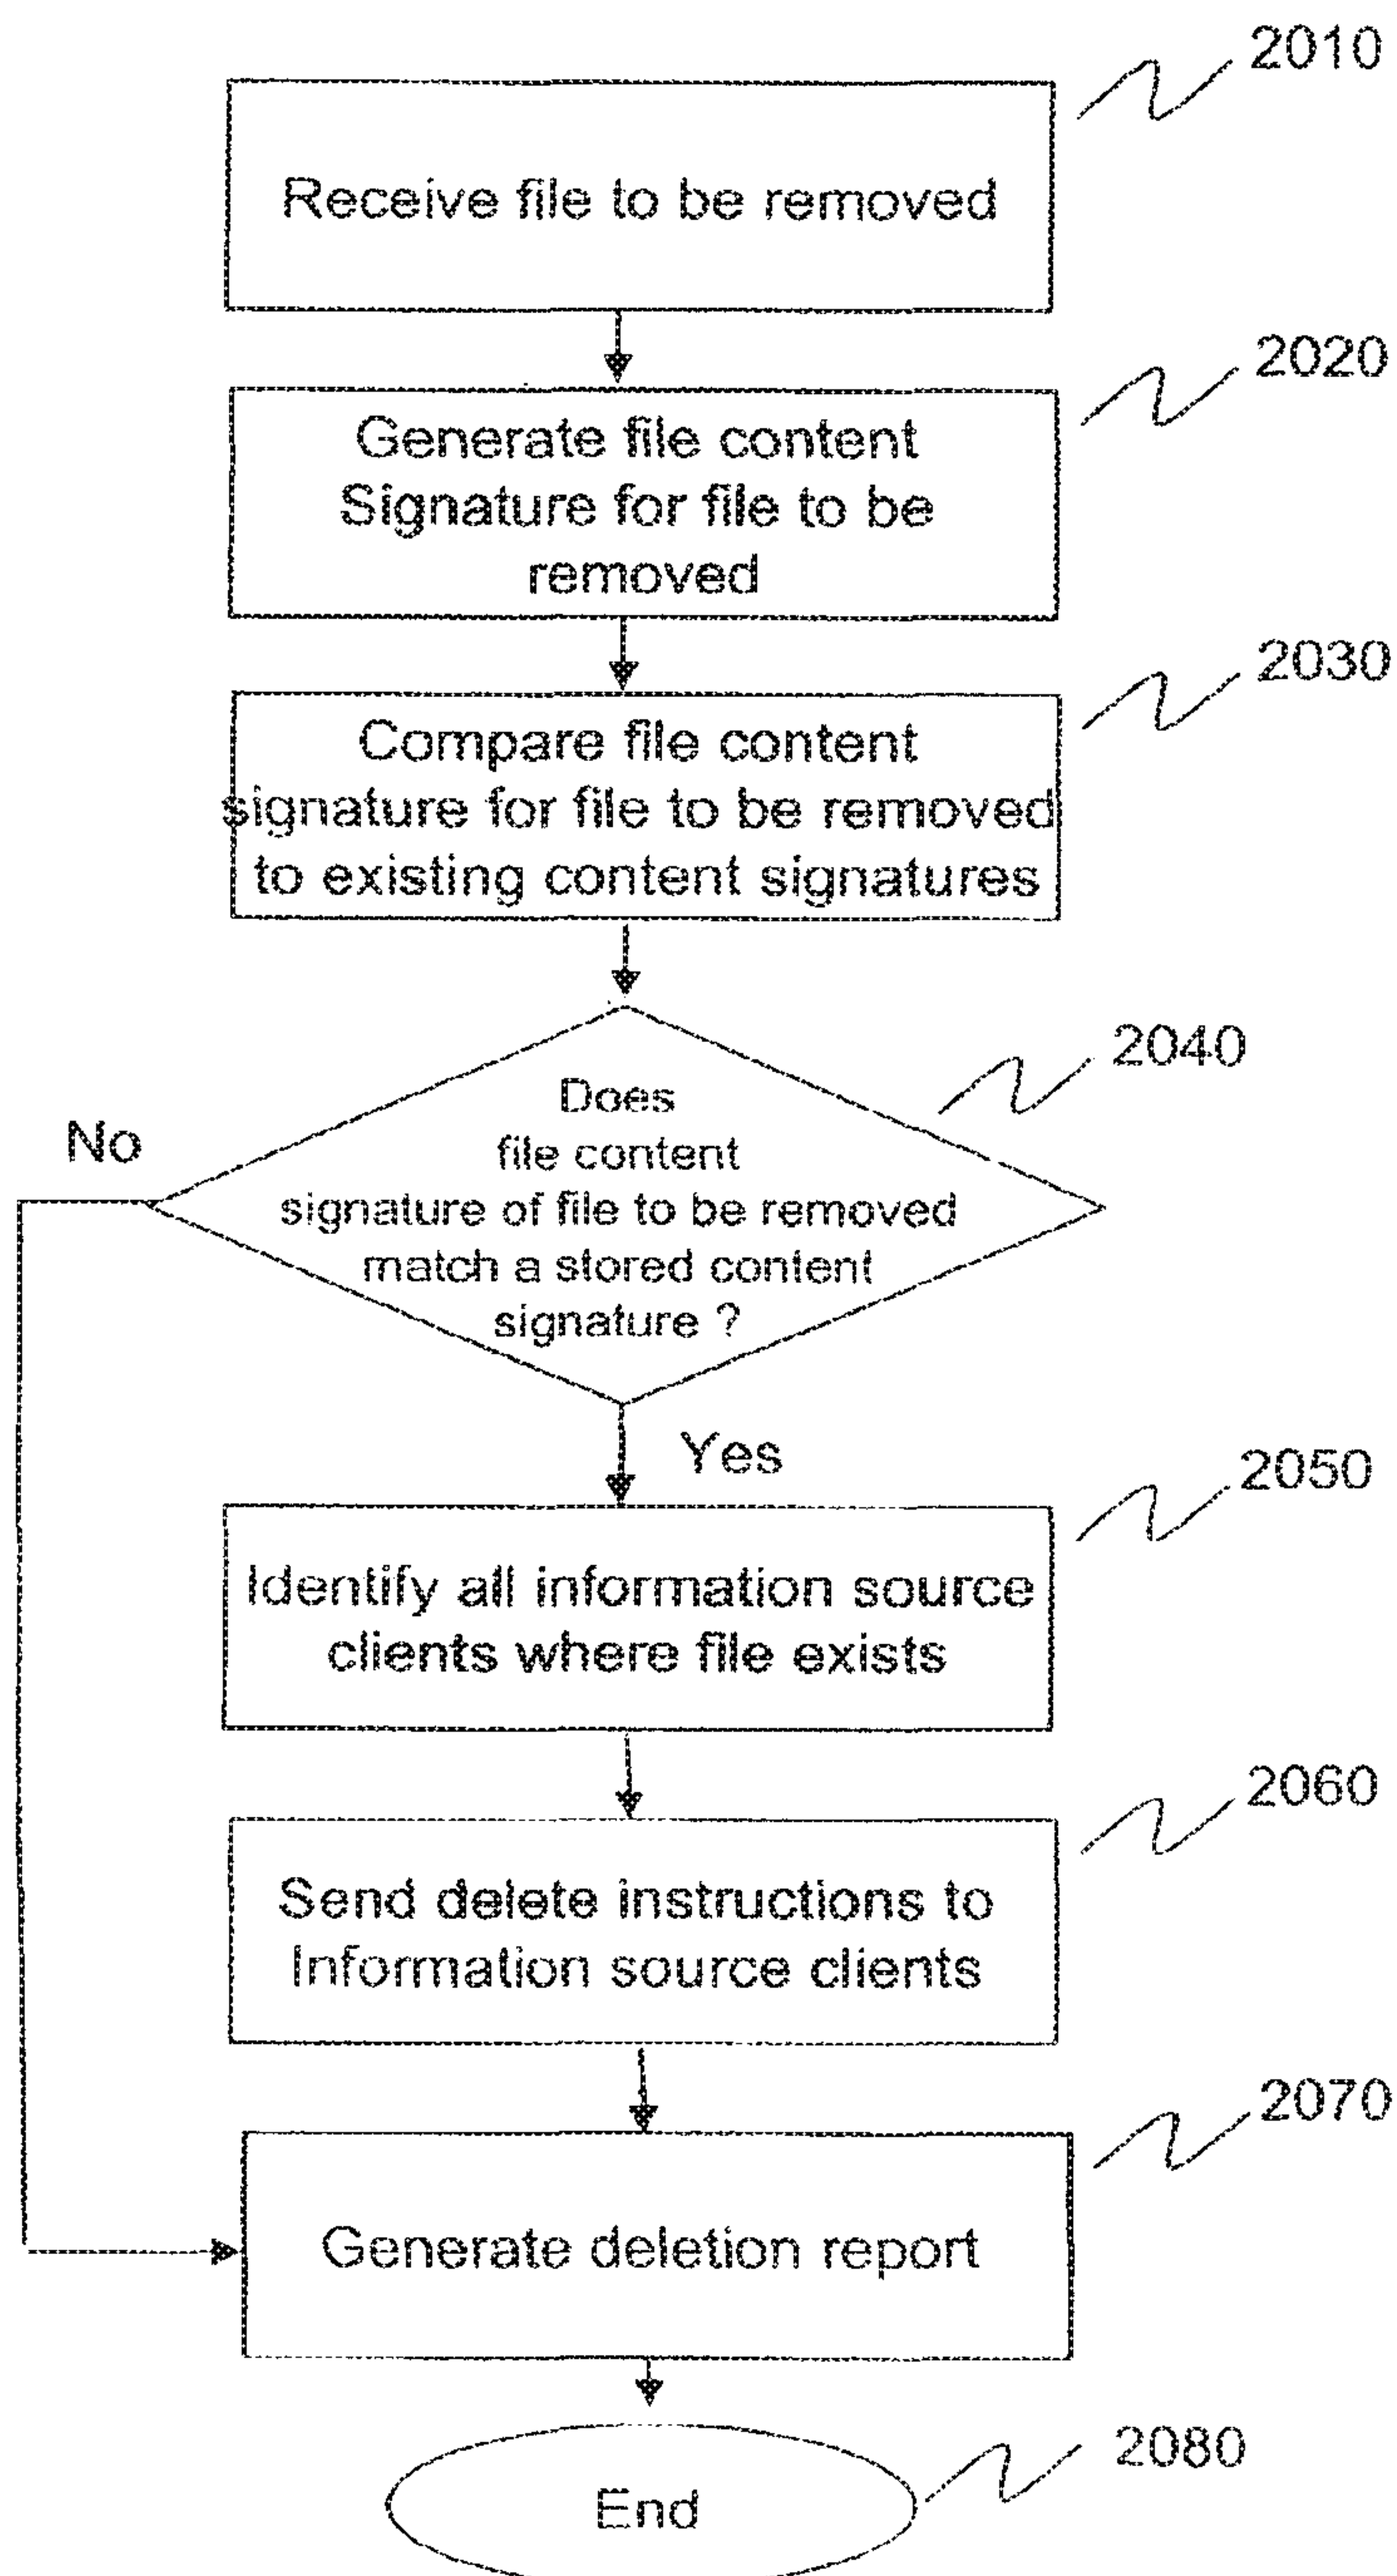 2010
Receive file to be removed
2020
Generate file content
Signature for file to be
removed
2030
Compare file content
signature for file to be removed
to existing content signatures
2040
Does
file content
signature of file to be removed
match a stored content
signature ?
No
Yes
2050
Identify all information source
clients where file exists
2060
Send delete instructions to
Information source clients
2070
Generate deletion report
2080
End